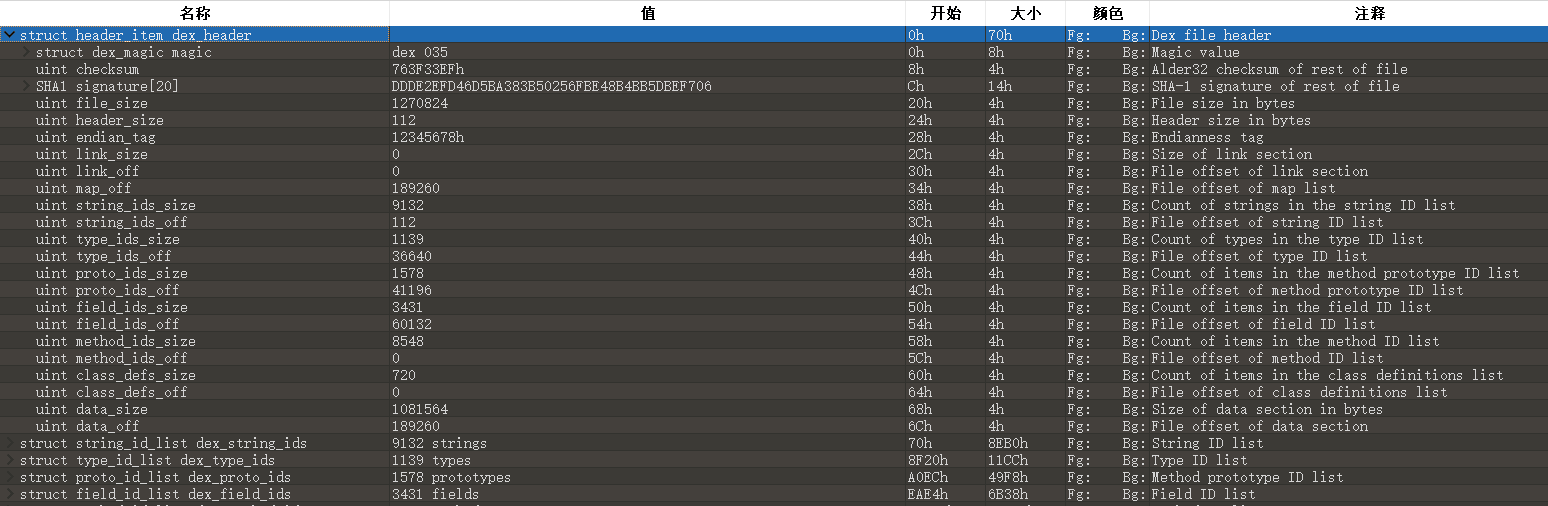 名称 值 开始 大小 颜色 注释
struct header_item dex_header 0h 70h Fg: Bg: Dex file header
struct dex_magic magic dex 035 0h 8h Fg: Bg: Magic value
uint checksum 763F33EFh 8h 4h Fg: Bg: Alder32 checksum of rest of file
SHA1 signature[20] DDDE2EFD46D5BA383B50256FBE48B4BB5DBEF706 Ch 14h Fg: Bg: SHA-1 signature of rest of file
uint file_size 1270824 20h 4h Fg: Bg: File size in bytes
uint header_size 112 24h 4h Fg: Bg: Header size in bytes
uint endian_tag 12345678h 28h 4h Fg: Bg: Endianness tag
uint link_size 0 2Ch 4h Fg: Bg: Size of link section
uint link_off 0 30h 4h Fg: Bg: File offset of link section
uint map_off 189260 34h 4h Fg: Bg: File offset of map list
uint string_ids_size 9132 38h 4h Fg: Bg: Count of strings in the string ID list
uint string_ids_off 112 3Ch 4h Fg: Bg: File offset of string ID list
uint type_ids_size 1139 40h 4h Fg: Bg: Count of types in the type ID list
uint type_ids_off 36640 44h 4h Fg: Bg: File offset of type ID list
uint proto_ids_size 1578 48h 4h Fg: Bg: Count of items in the method prototype ID list
uint proto_ids_off 41196 4Ch 4h Fg: Bg: File offset of method prototype ID list
uint field_ids_size 3431 50h 4h Fg: Bg: Count of items in the field ID list
uint field_ids_off 60132 54h 4h Fg: Bg: File offset of field ID list
uint method_ids_size 8548 58h 4h Fg: Bg: Count of items in the method ID list
uint method_ids_off 0 5Ch 4h Fg: Bg: File offset of method ID list
uint class_defs_size 720 60h 4h Fg: Bg: Count of items in the class definitions list
uint class_defs_off 0 64h 4h Fg: Bg: File offset of class definitions list
uint data_size 1081564 68h 4h Fg: Bg: Size of data section in bytes
uint data_off 189260 6Ch 4h Fg: Bg: File offset of data section
struct string_id_list dex_string_ids 9132 strings 70h 8EB0h Fg: Bg: String ID list
struct type_id_list dex_type_ids 1139 types 8F20h 11CCh Fg: Bg: Type ID list
struct proto_id_list dex_proto_ids 1578 prototypes A0ECh 49F8h Fg: Bg: Method prototype ID list
struct field_id_list dex_field_ids 3431 fields EAE4h 6B38h Fg: Bg: Field ID list